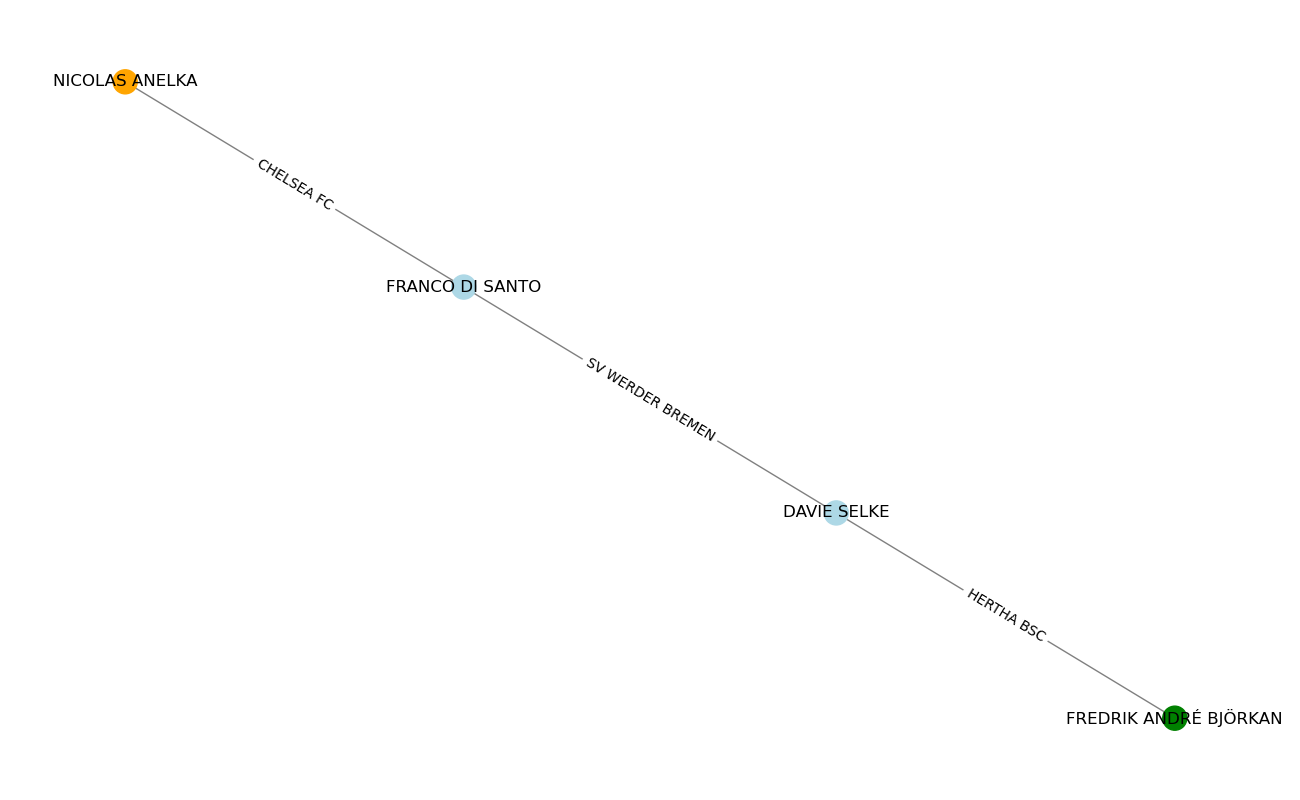 NICOLAS ANELKA
CHELSEA FC
FRANCO DI SANTO
SV WERDER BREMEN
DAVIE SELKE
HERTHA BSC
FREDRIK ANDRÉ BJÖRKAN